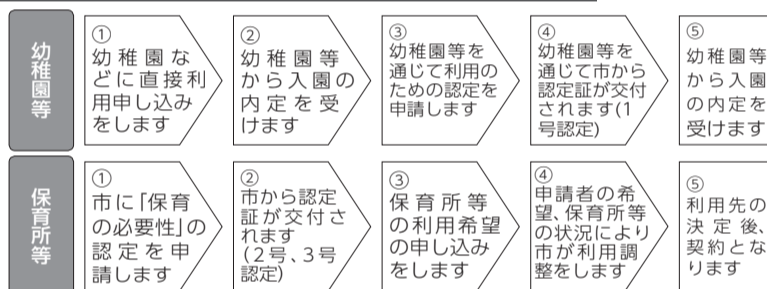 幼稚園等
①
幼稚園な
どに直接利
用申し込み
をします
②
幼稚園等
から入園の
内定を受
けます
③
幼稚園等を
通じて利用の
ための認定を
申請します
④
幼稚園等を
通じて市から
認定証が交付
されます(1
号認定)
⑤
幼稚園等
から入園
の内定を
受けます
保育所等
①
市に「保育
の必要性」の
認定を申
請します
②
市から認定
証が交付さ
れます
(2号、3号
認定)
③
保育所等
の利用希望
の申し込み
をします
④
申請者の希
望、保育所等
の状況により
市が利用調
整をします
⑤
利用先の
決定後、
契約とな
ります